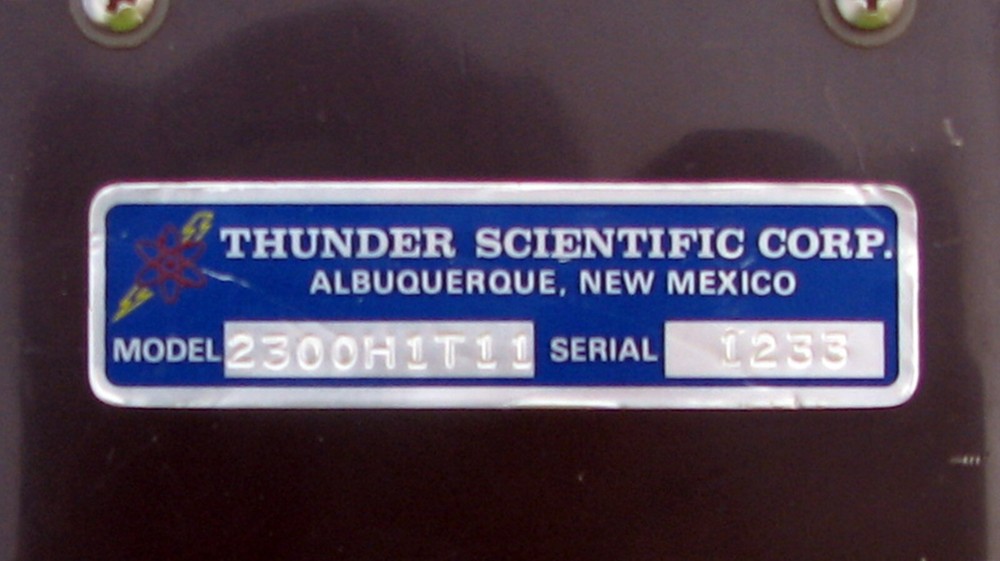 THUNDER SCIENTIFIC CORP.
ALBUQUERQUE, NEW MEXICO
MODEL 2300H1T11 SERIAL 1233